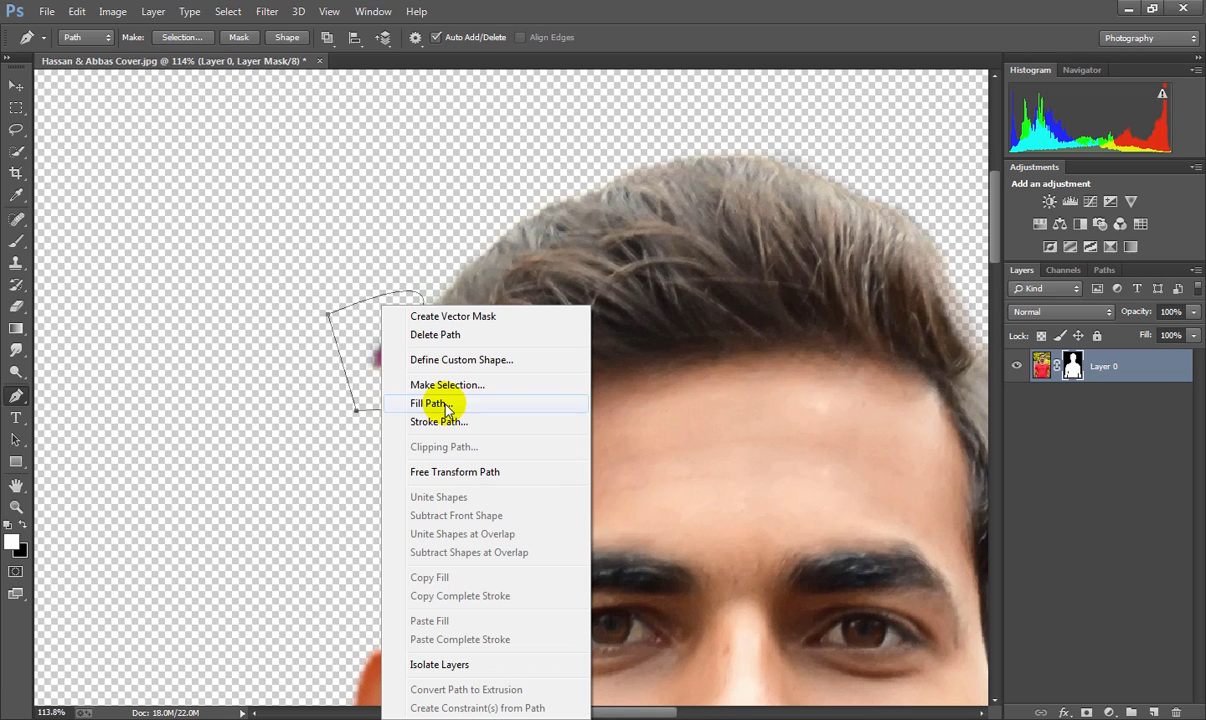 Ps File Edit Image Layer Type Select Filter 3D View Window Help
Path Make: Selection... Mask Shape Auto Add/Delete Align Edges Photography
Hassan & Abbas Cover.jpg @ 114% (Layer 0, Layer Mask/8) * ×
Histogram Navigator
Adjustments
Add an adjustment
Layers Channels Paths
Kind
Normal Opacity: 100%
Lock: Fill: 100%
Layer 0
Create Vector Mask
Delete Path
Define Custom Shape...
Make Selection...
Fill Path...
Stroke Path...
Clipping Path...
Free Transform Path
Unite Shapes
Subtract Front Shape
Unite Shapes at Overlap
Subtract Shapes at Overlap
Copy Fill
Copy Complete Stroke
Paste Fill
Paste Complete Stroke
Isolate Layers
Convert Path to Extrusion
Create Constraint(s) from Path
113.8% Doc: 18.0M/22.0M
fx